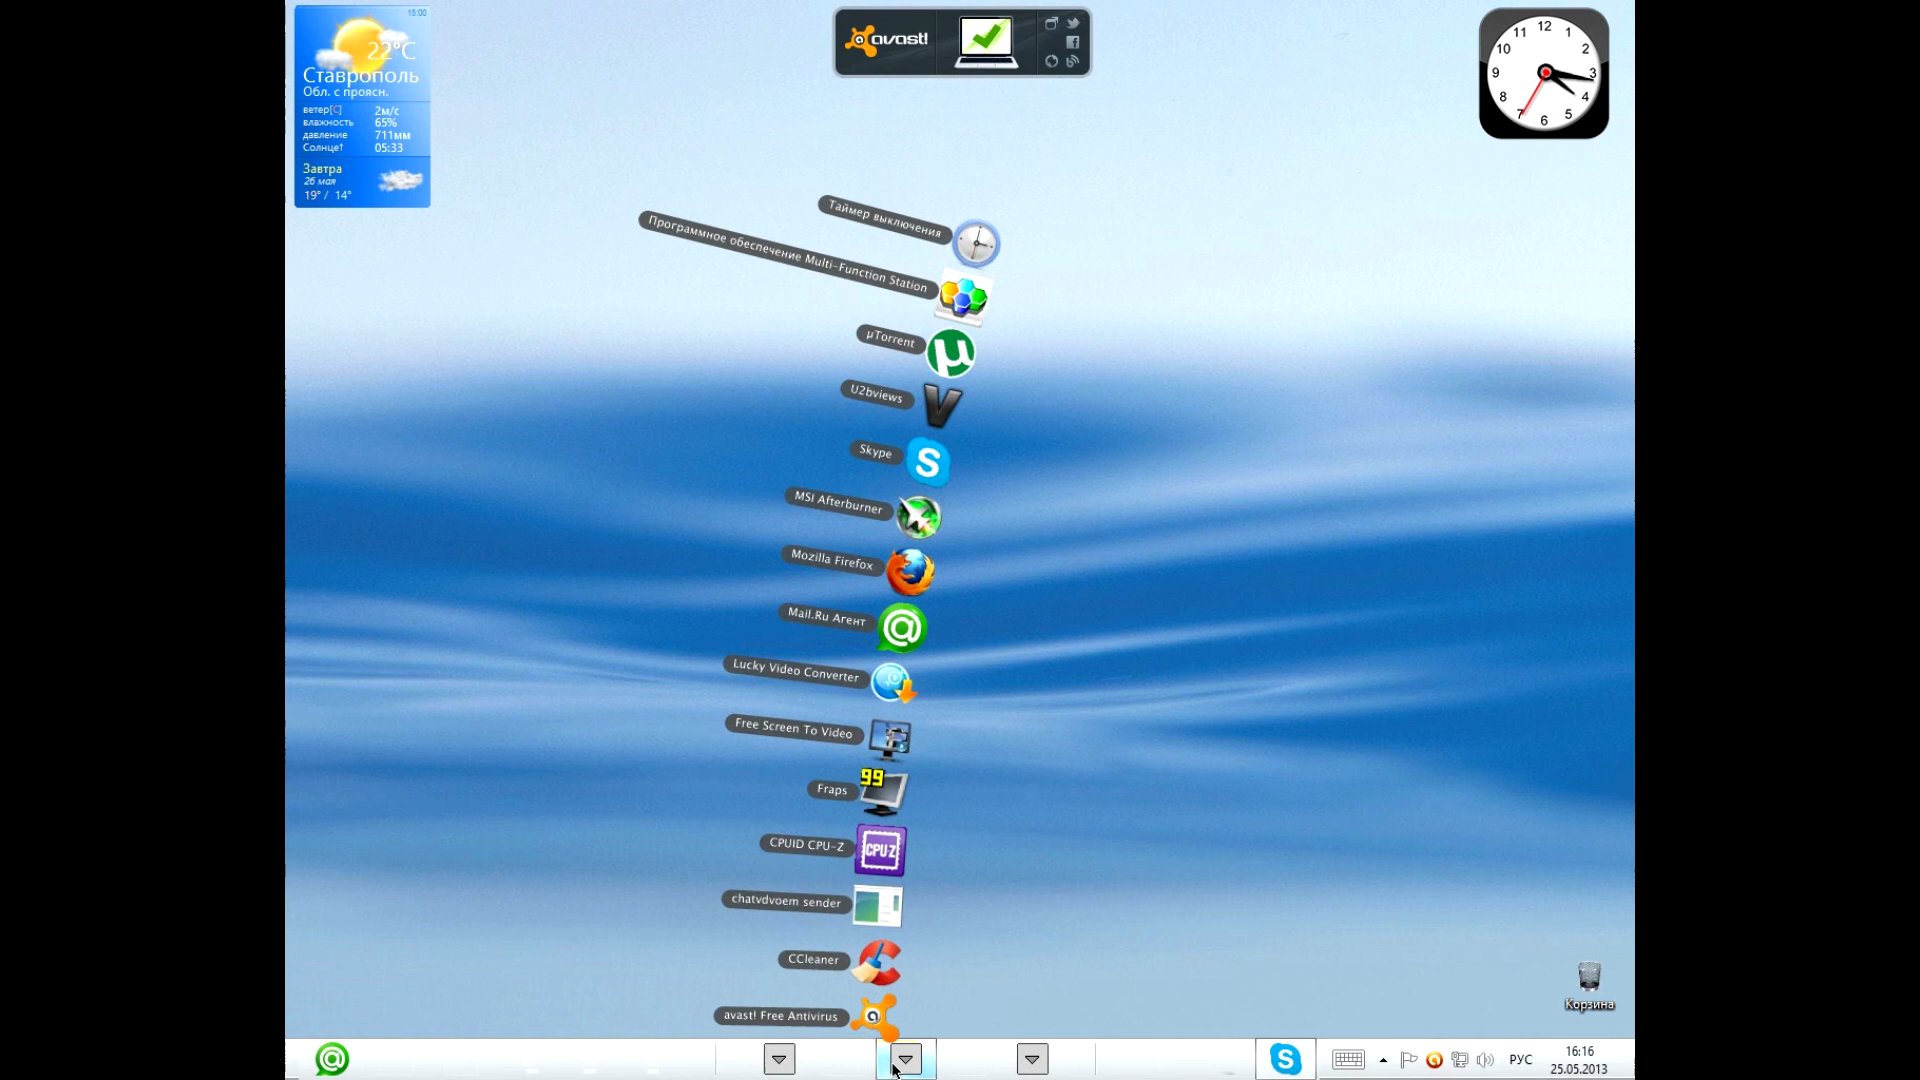 15:00
22°C
Ставрополь
Обл. с проясн.
ветер[С] 2м/с
влажность 65%
давление 711мм
Солнце↑ 05:33
Завтра
26 мая
19° / 14°
avast!
12
1
2
3
4
5
6
7
8
9
10
11
Таймер выключения
Программное обеспечение Multi-Function Station
µTorrent
U2bviews
Skype
MSI Afterburner
Mozilla Firefox
Mail.Ru Агент
Lucky Video Converter
Free Screen To Video
99
Fraps
CPUID CPU-Z
CPU-Z
chatvdvoem sender
CCleaner
avast! Free Antivirus
Корзина
РУС
16:16
25.05.2013